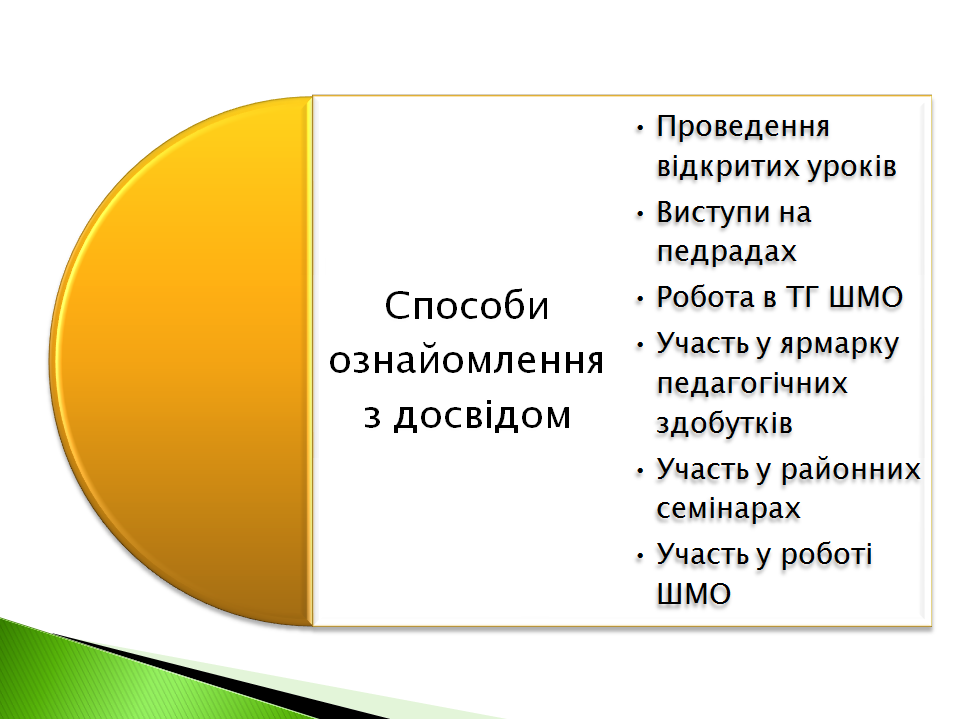 Способи
ознайомлення
з досвідом
• Проведення
відкритих уроків
• Виступи на
педрадах
• Робота в ТГ ШМО
• Участь у ярмарку
педагогічних
здобутків
• Участь у районних
семінарах
• Участь у роботі
ШМО